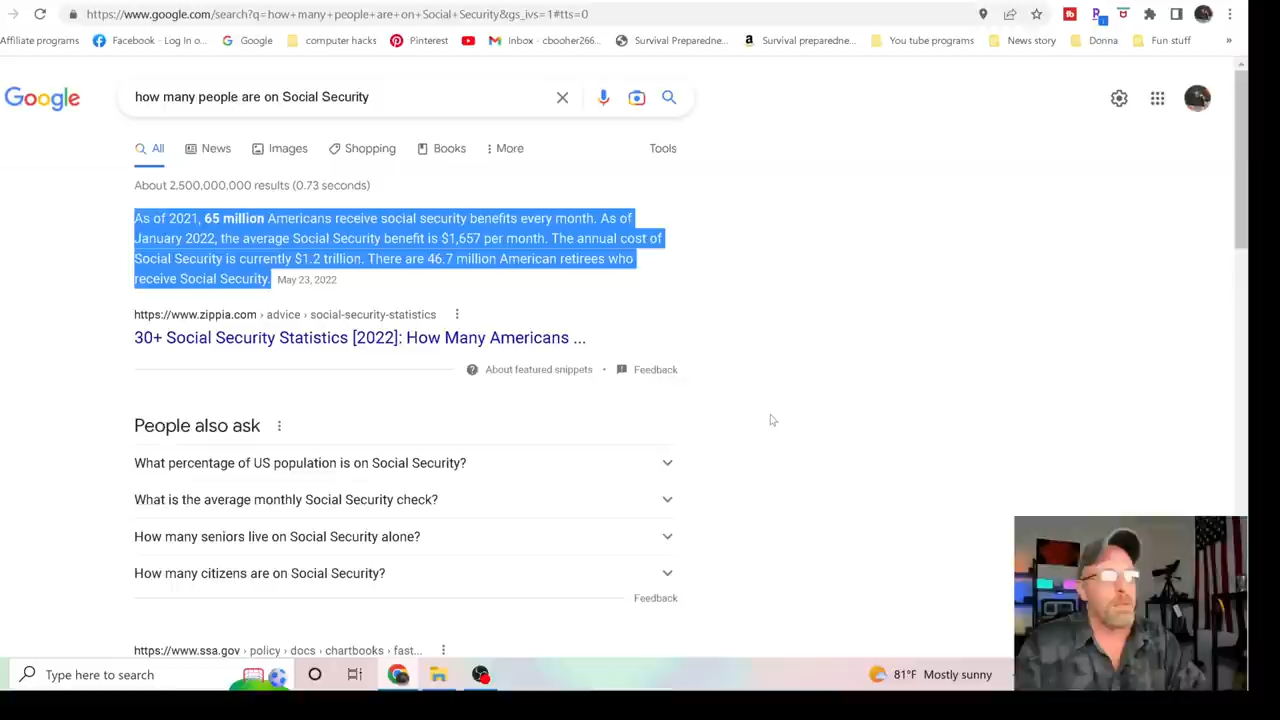 https://www.google.com/search?q=how+many+people+are+on+Social+Security&gs_ivs=1#tts=0
Affiliate programs
Facebook - Log In o...
Google
computer hacks
Pinterest
Inbox - cbooher266...
Survival Preparedne...
Survival preparedne...
You tube programs
News story
Donna
Fun stuff
»
Google
how many people are on Social Security
All
News
Images
Shopping
Books
More
Tools
About 2,500,000,000 results (0.73 seconds)
As of 2021, 65 million Americans receive social security benefits every month. As of
January 2022, the average Social Security benefit is $1,657 per month. The annual cost of
Social Security is currently $1.2 trillion. There are 46.7 million American retirees who
receive Social Security. May 23, 2022
https://www.zippia.com › advice › social-security-statistics
30+ Social Security Statistics [2022]: How Many Americans ...
About featured snippets • Feedback
People also ask
What percentage of US population is on Social Security?
What is the average monthly Social Security check?
How many seniors live on Social Security alone?
How many citizens are on Social Security?
Feedback
https://www.ssa.gov › policy › docs › chartbooks › fast...
Type here to search
81°F Mostly sunny